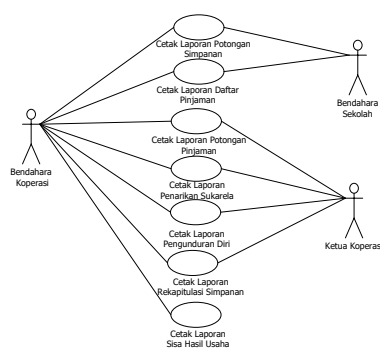 Cetak Laporan Potongan
Simpanan
Cetak Laporan Daftar
Pinjaman
Bendahara
Sekolah
Cetak Laporan Potongan
Pinjaman
Bendahara
Koperasi
Cetak Laporan
Penarikan Sukarela
Cetak Laporan
Pengunduran Diri
Ketua Koperas
Cetak Laporan
Rekapitulasi Simpanan
Cetak Laporan
Sisa Hasil Usaha